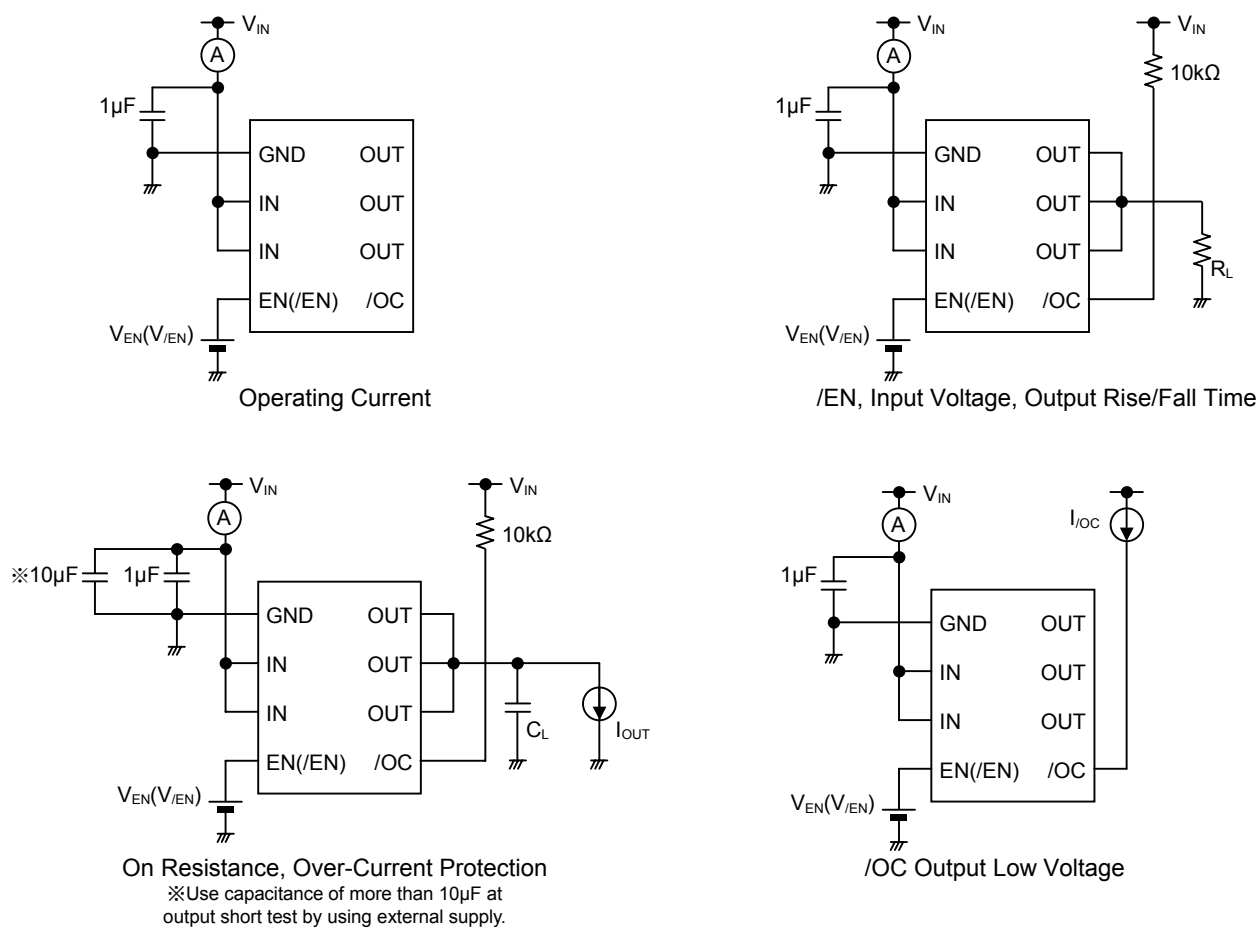 V_IN
A
1µF
GND OUT
IN OUT
IN OUT
EN(/EN) /OC
V_EN(V_/EN)
Operating Current
V_IN
V_IN
A
10kΩ
1µF
GND OUT
IN OUT
IN OUT
R_L
EN(/EN) /OC
V_EN(V_/EN)
/EN, Input Voltage, Output Rise/Fall Time
V_IN
V_IN
A
10kΩ
※10µF 1µF
GND OUT
IN OUT
IN OUT
C_L I_OUT
EN(/EN) /OC
V_EN(V_/EN)
On Resistance, Over-Current Protection
※Use capacitance of more than 10µF at
output short test by using external supply.
V_IN
A
I_/OC
1µF
GND OUT
IN OUT
IN OUT
EN(/EN) /OC
V_EN(V_/EN)
/OC Output Low Voltage